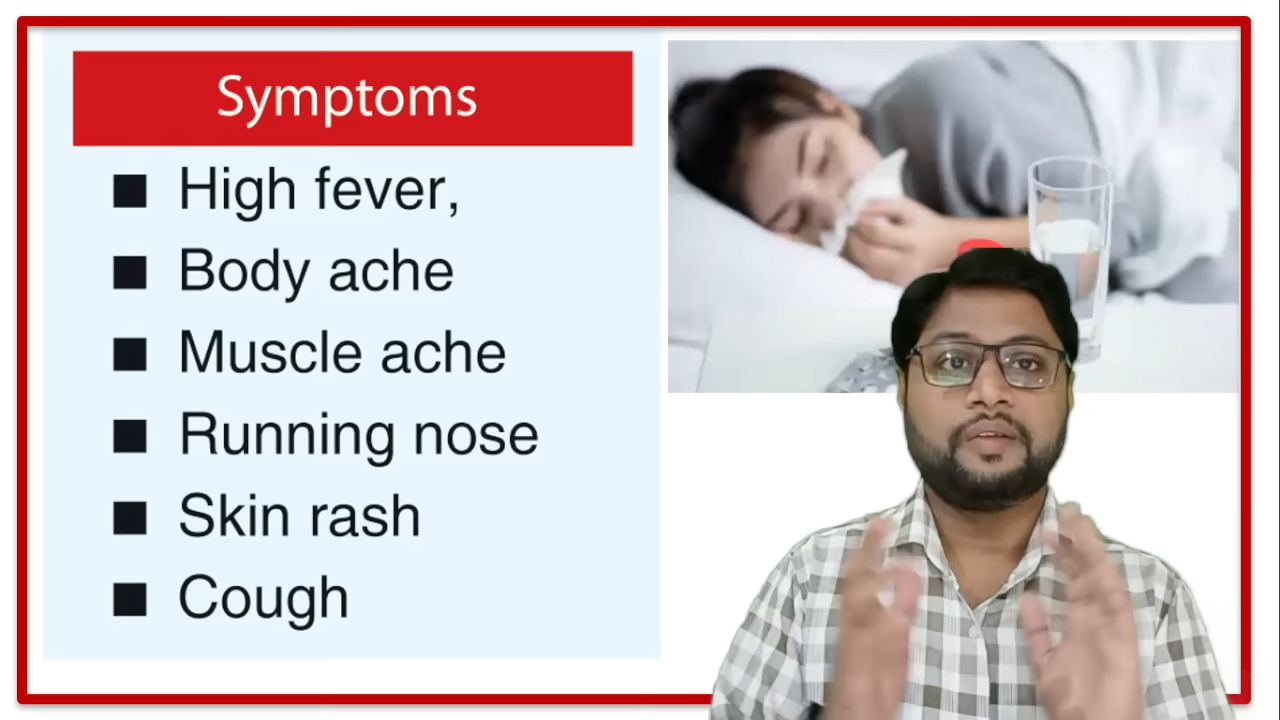 Symptoms
High fever,
Body ache
Muscle ache
Running nose
Skin rash
Cough